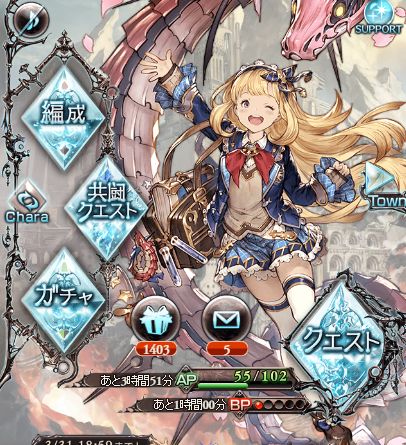 SUPPORT
編成
共闘
クエスト
Chara
Town
ガチャ
クエスト
1403
5
あと3時間51分 AP 55/102
あと1時間00分 BP